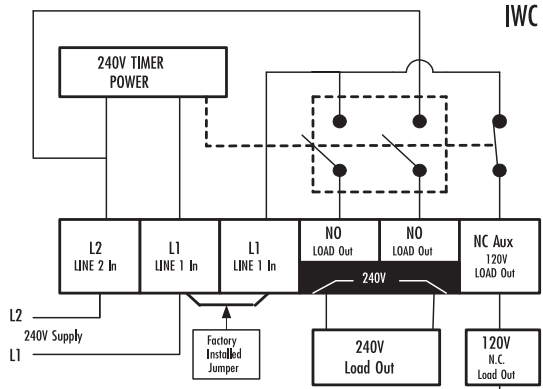 IWC
240V TIMER
POWER
L2
LINE 2 In
L1
LINE 1 In
L1
LINE 1 In
NO
LOAD Out
NO
LOAD Out
NC Aux
120V
LOAD Out
240V
L2
240V Supply
L1
Factory
Installed
Jumper
240V
Load Out
120V
N.C.
Load Out